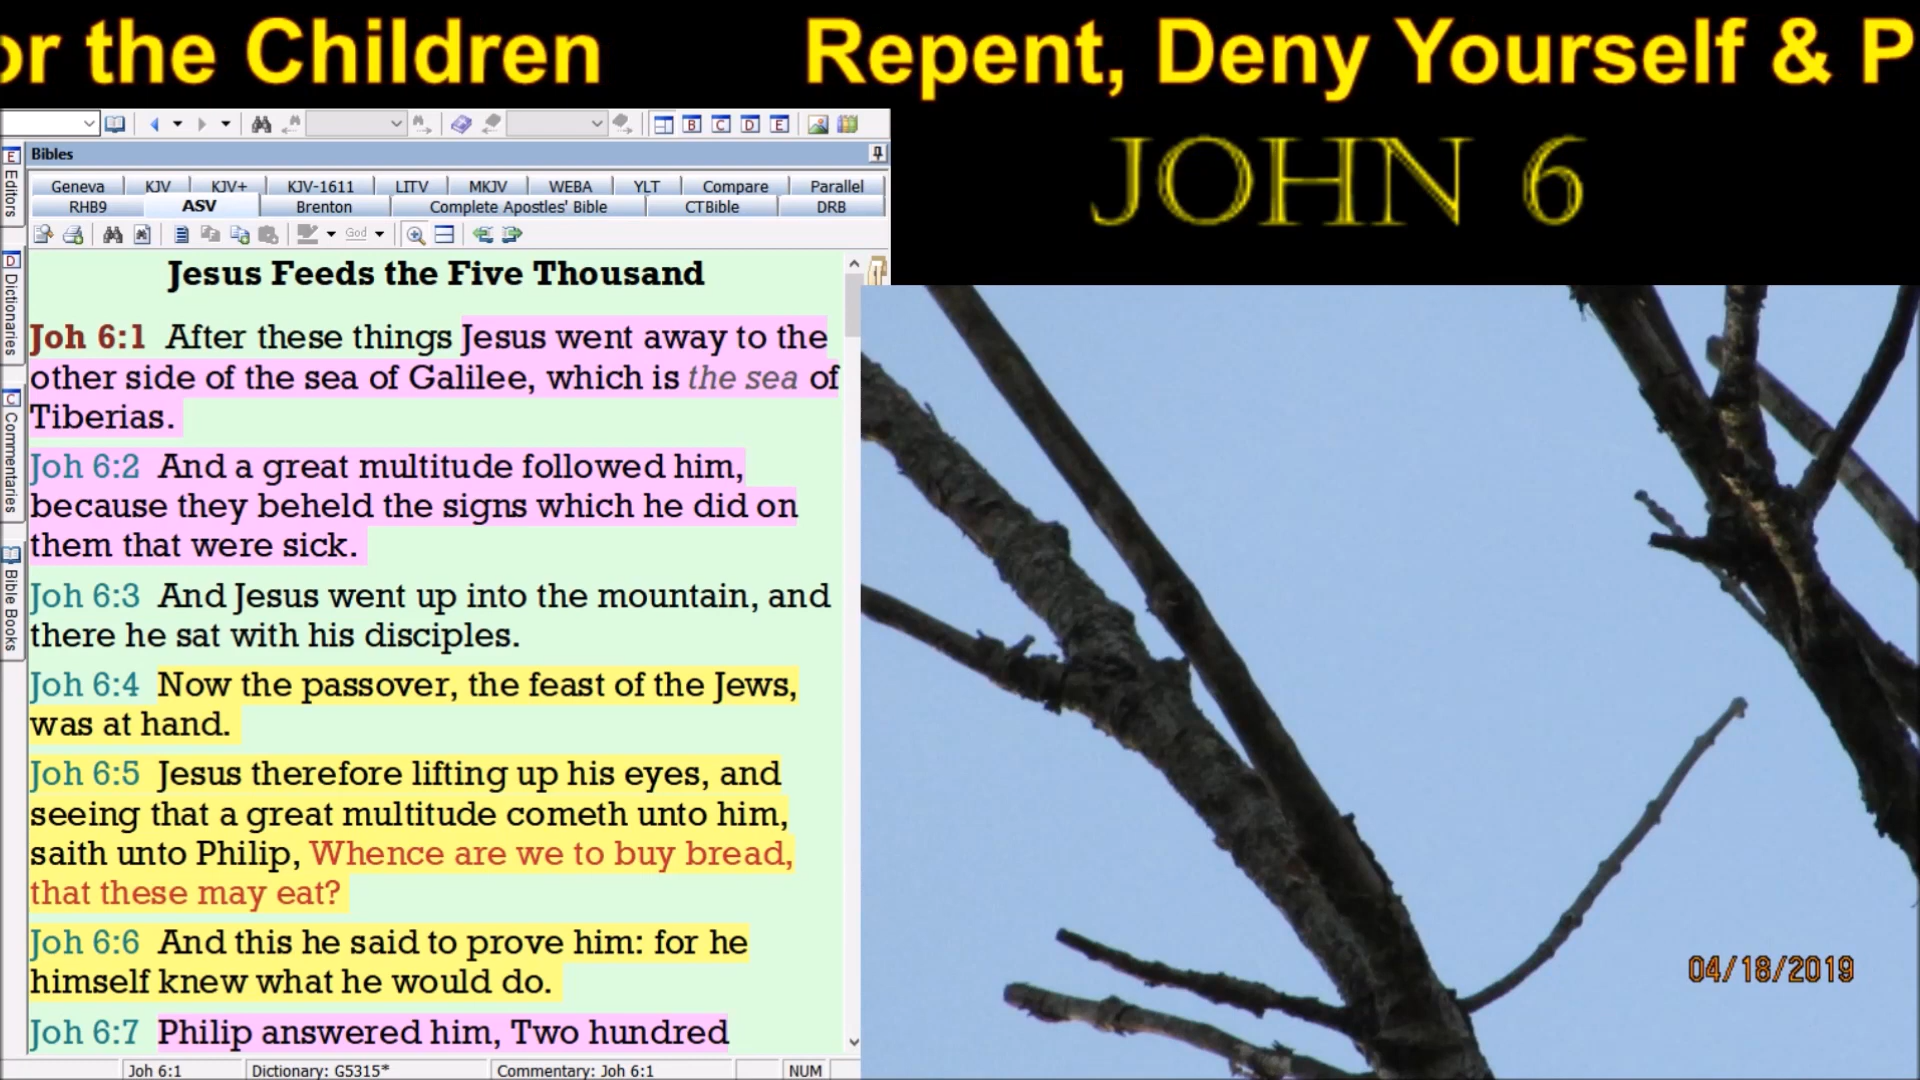 or the Children Repent, Deny Yourself & P
JOHN 6
Editors
Dictionaries
Commentaries
Bible Books
B C D E
Bibles
Geneva KJV KJV+ KJV-1611 LITV MKJV WEBA YLT Compare Parallel
RHB9 ASV Brenton Complete Apostles' Bible CTBible DRB
God
Jesus Feeds the Five Thousand
Joh 6:1 After these things Jesus went away to the
other side of the sea of Galilee, which is the sea of
Tiberias.
Joh 6:2 And a great multitude followed him,
because they beheld the signs which he did on
them that were sick.
Joh 6:3 And Jesus went up into the mountain, and
there he sat with his disciples.
Joh 6:4 Now the passover, the feast of the Jews,
was at hand.
Joh 6:5 Jesus therefore lifting up his eyes, and
seeing that a great multitude cometh unto him,
saith unto Philip, Whence are we to buy bread,
that these may eat?
Joh 6:6 And this he said to prove him: for he
himself knew what he would do.
Joh 6:7 Philip answered him, Two hundred
Joh 6:1 Dictionary: G5315* Commentary: Joh 6:1 NUM
04/18/2019